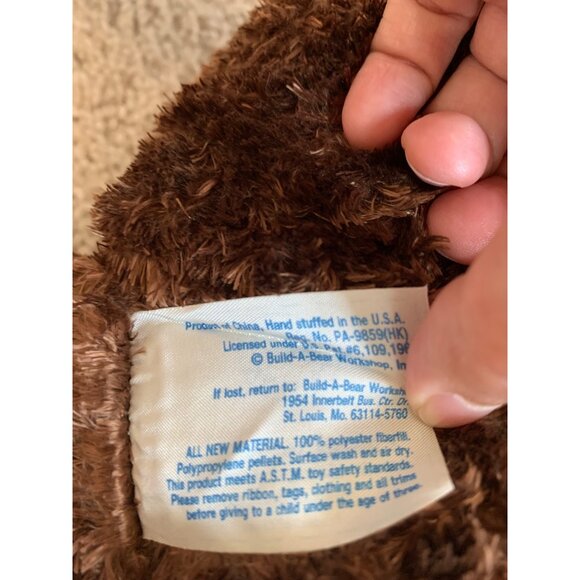 Product of China, Hand stuffed in the U.S.A.
Reg. No. PA-9859(HK)
Licensed under U.S. Pat #6,109,196
© Build-A-Bear Workshop, In
If lost, return to: Build-A-Bear Worksh
1954 Innerbelt Bus. Ctr. Dr.
St. Louis, Mo. 63114-5760
ALL NEW MATERIAL. 100% polyester fiberfill.
Polypropylene pellets. Surface wash and air dry.
This product meets A.S.T.M. toy safety standards.
Please remove ribbon, tags, clothing and all trims
before giving to a child under the age of three.